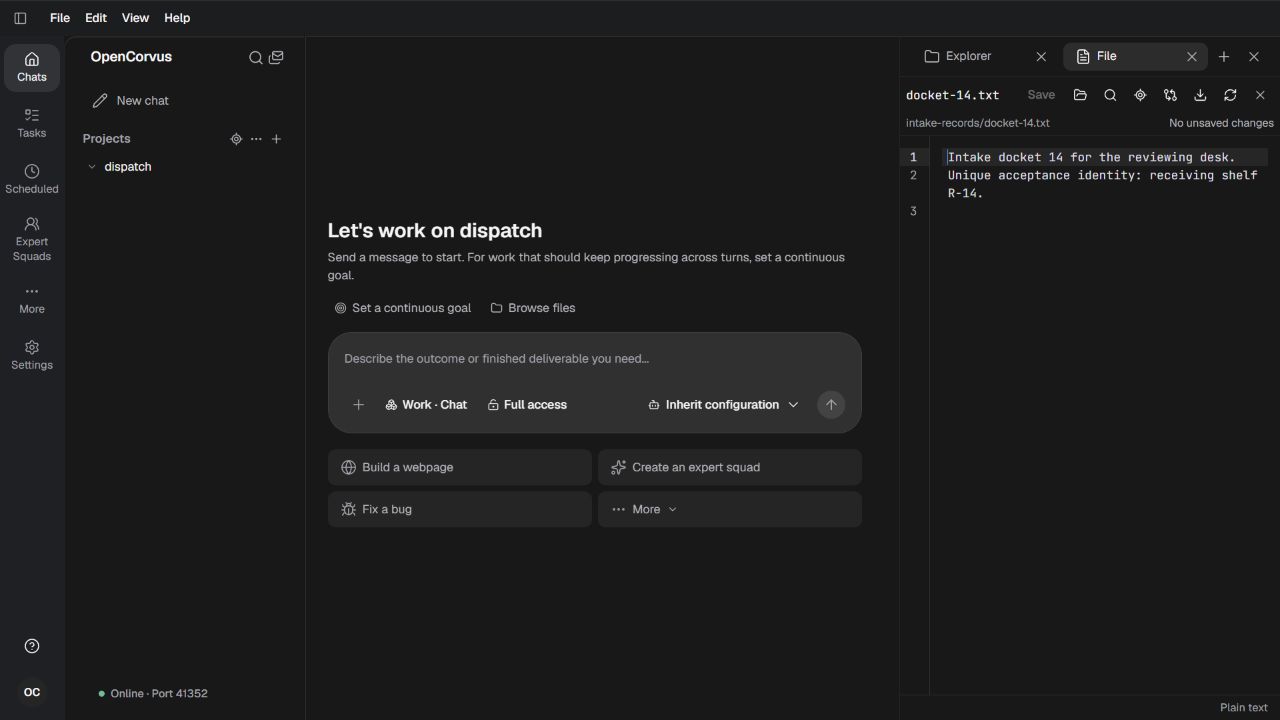 File Edit View Help
Chats
Tasks
Scheduled
Expert
Squads
More
Settings
OC
OpenCorvus
New chat
Projects
dispatch
Online · Port 41352
Let's work on dispatch
Send a message to start. For work that should keep progressing across turns, set a continuous
goal.
Set a continuous goal Browse files
Describe the outcome or finished deliverable you need...
Work · Chat Full access Inherit configuration
Build a webpage Create an expert squad
Fix a bug More
Explorer File
docket-14.txt Save
intake-records/docket-14.txt No unsaved changes
1 Intake docket 14 for the reviewing desk.
2 Unique acceptance identity: receiving shelf
R-14.
3
Plain text